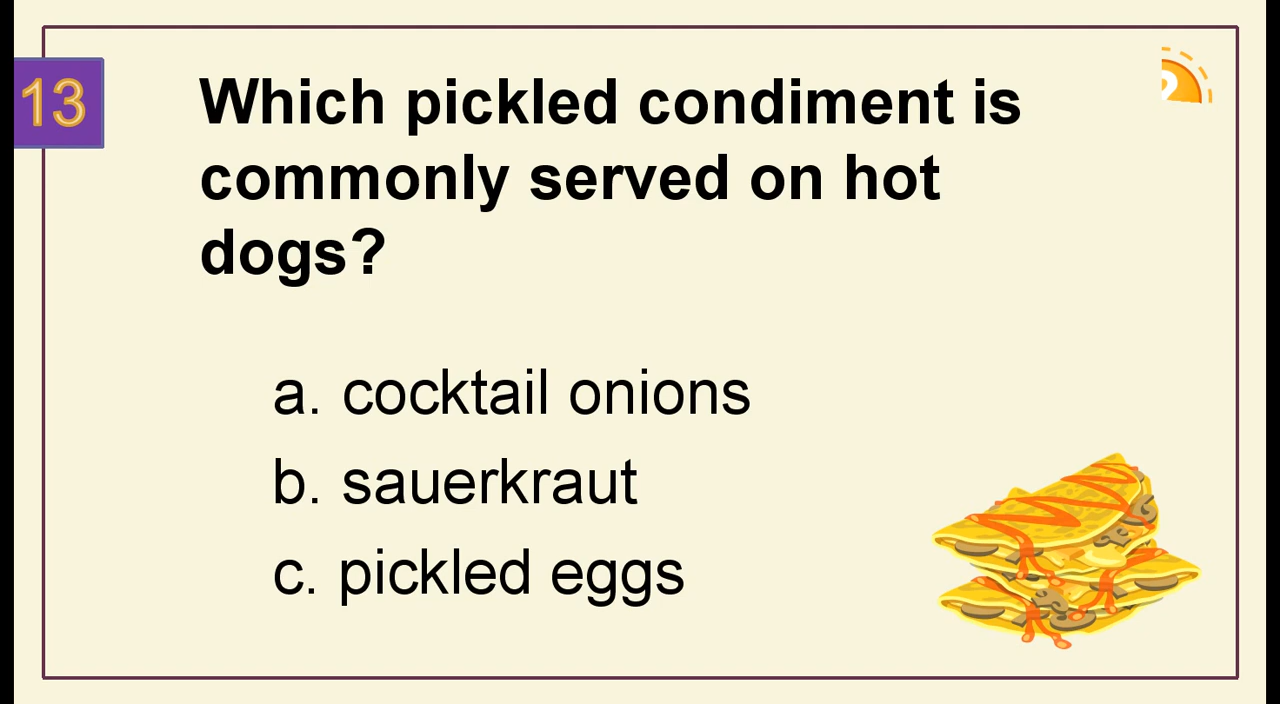 13
Which pickled condiment is
commonly served on hot
dogs?
a. cocktail onions
b. sauerkraut
c. pickled eggs